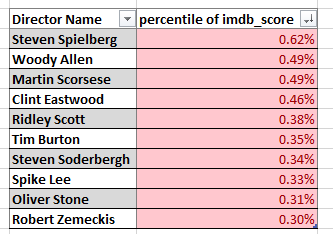 Director Name percentile of imdb_score
Steven Spielberg 0.62%
Woody Allen 0.49%
Martin Scorsese 0.49%
Clint Eastwood 0.46%
Ridley Scott 0.38%
Tim Burton 0.35%
Steven Soderbergh 0.34%
Spike Lee 0.33%
Oliver Stone 0.31%
Robert Zemeckis 0.30%